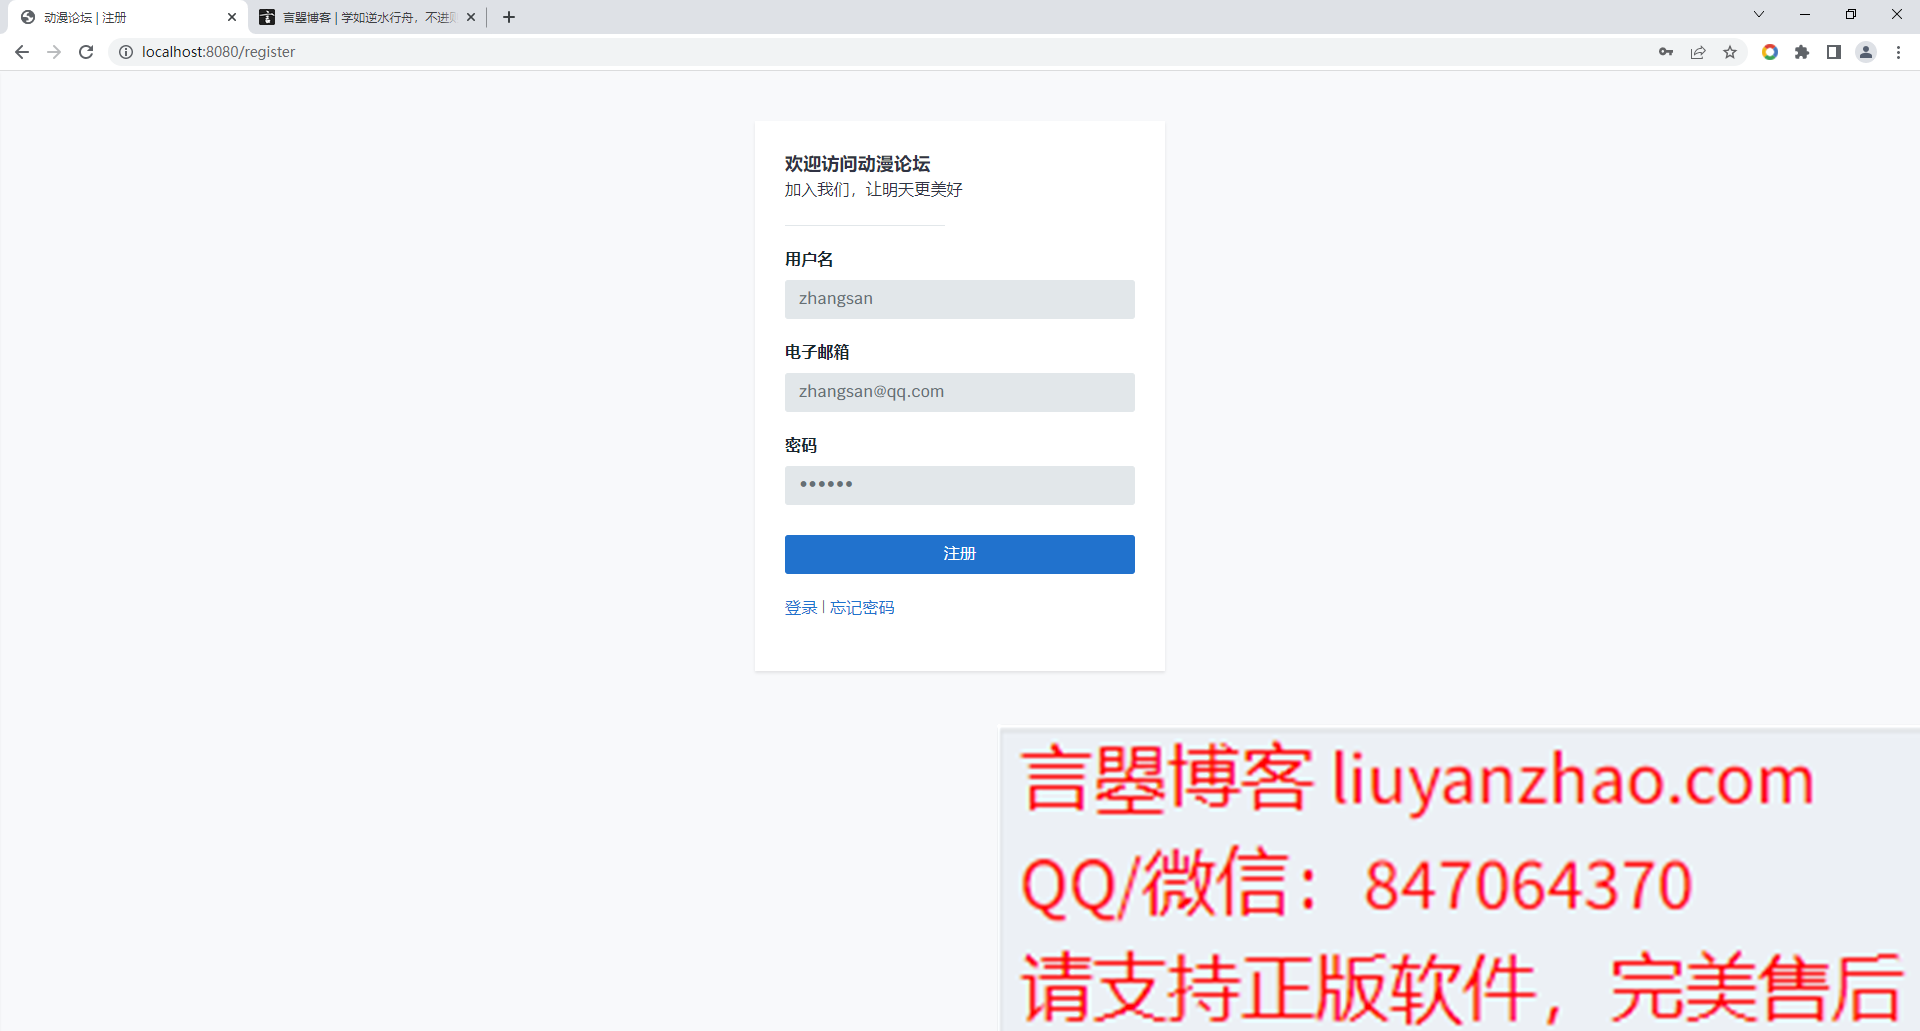 动漫论坛 | 注册
言曌博客 | 学如逆水行舟，不进则
localhost:8080/register
欢迎访问动漫论坛
加入我们，让明天更美好
用户名
zhangsan
电子邮箱
zhangsan@qq.com
密码
••••••
注册
登录 | 忘记密码
言曌博客 liuyanzhao.com
QQ/微信：847064370
请支持正版软件，完美售后